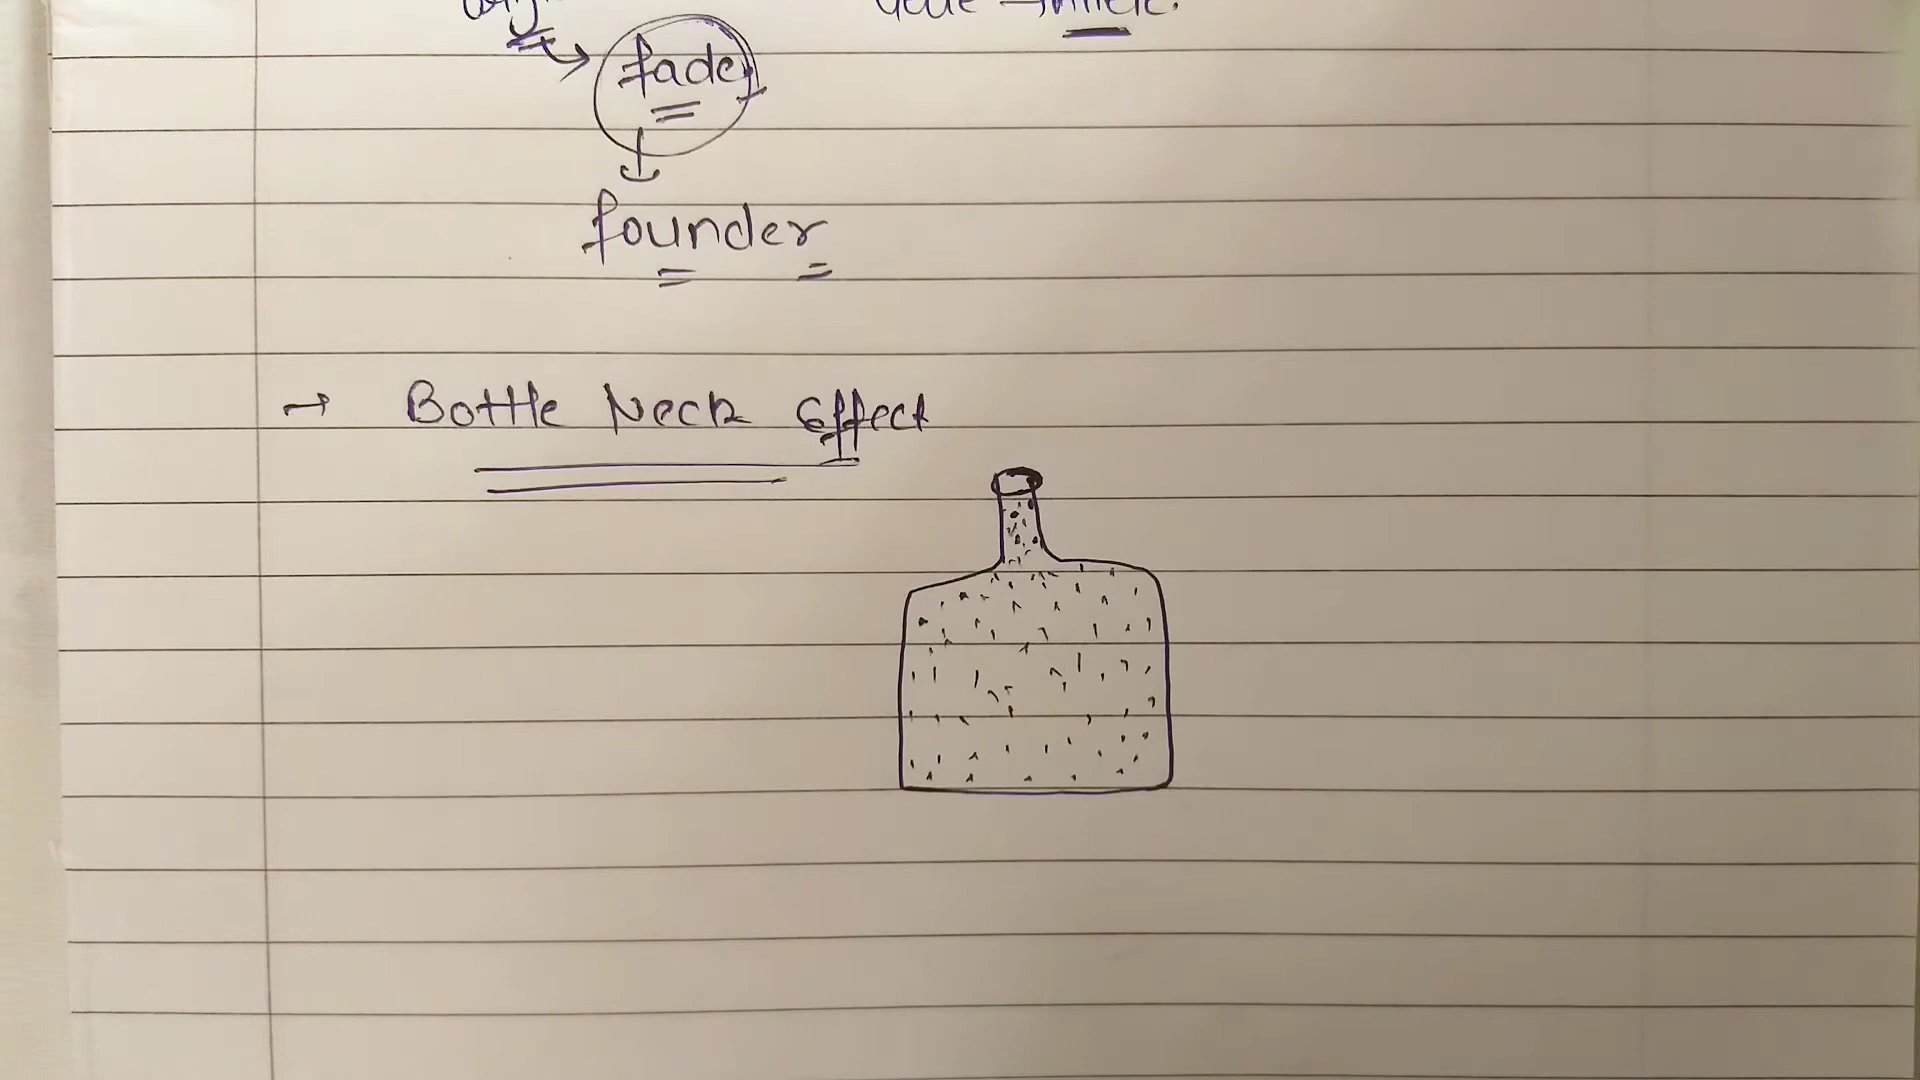 fade
founder
→ Bottle Neck Effect